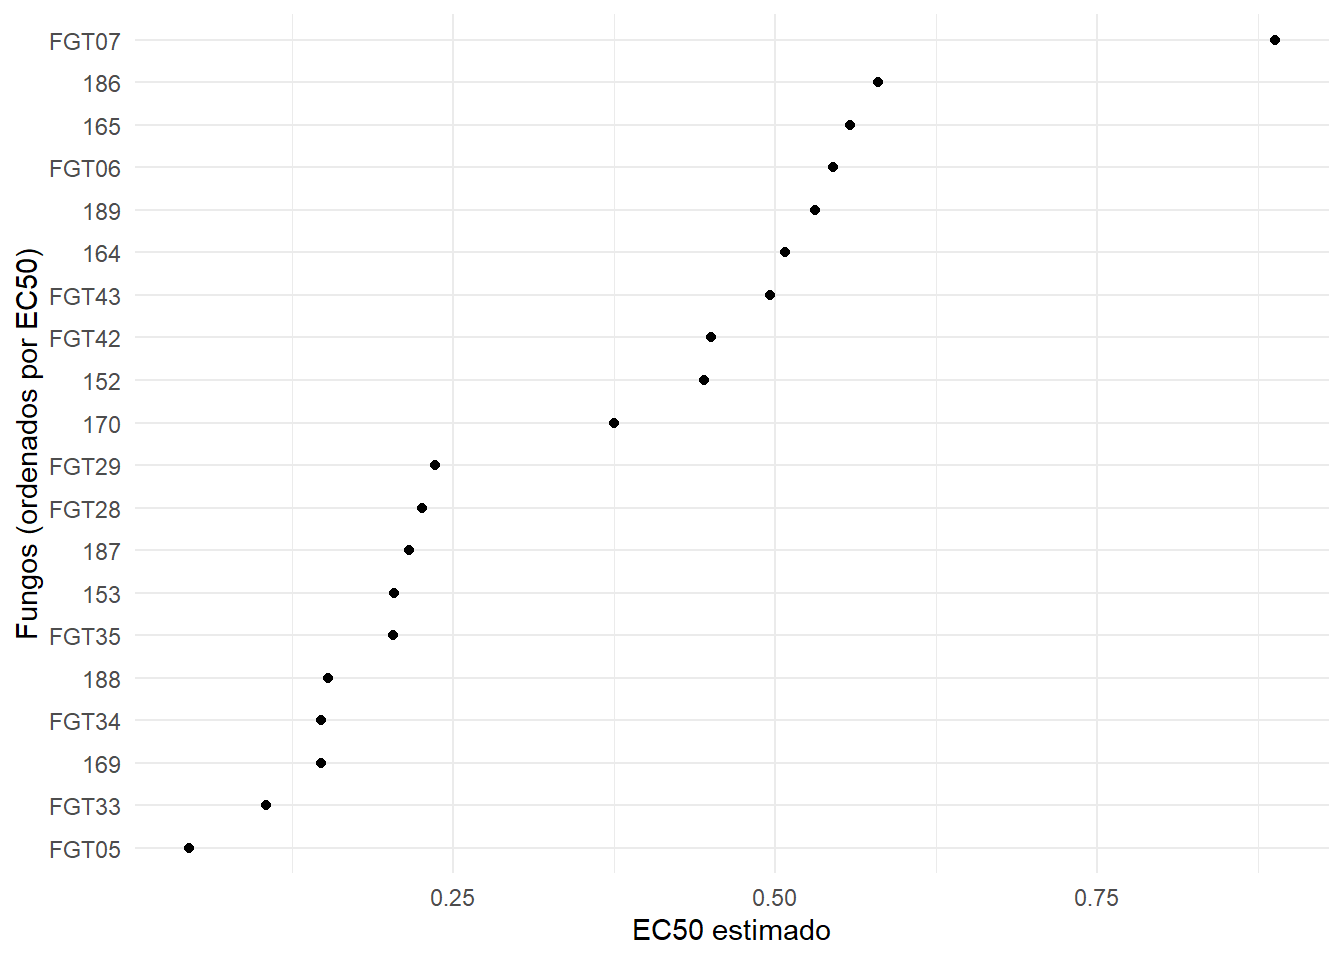 FGT07
186
165
FGT06
189
164
FGT43
FGT42
152
170
FGT29
FGT28
187
153
FGT35
188
FGT34
169
FGT33
FGT05
Fungos (ordenados por EC50)
0.25 0.50 0.75
EC50 estimado